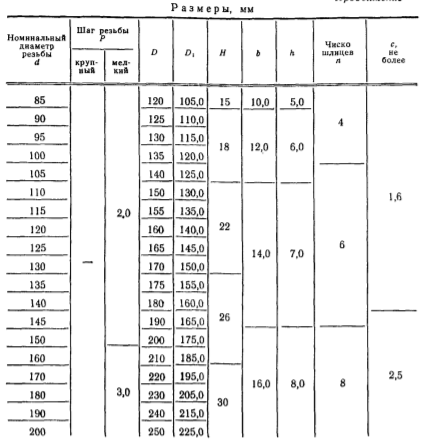 Размеры, мм
Номинальный диаметр резьбы d
Шаг резьбы P
круп-ный
мел-кий
D
D₁
H
b
h
Чиско шлицев n
c, не более
85 120 105,0 15 10,0 5,0
90 125 110,0 4
95 130 115,0 18 12,0 6,0
100 135 120,0
105 140 125,0
110 150 130,0 1,6
115 2,0 155 135,0
120 160 140,0 22
125 165 145,0 14,0 7,0 6
130 — 170 150,0
135 175 155,0
140 180 160,0
145 190 165,0 26
150 200 175,0
160 210 185,0
170 220 195,0 16,0 8,0 8 2,5
180 3,0 230 205,0
190 240 215,0 30
200 250 225,0